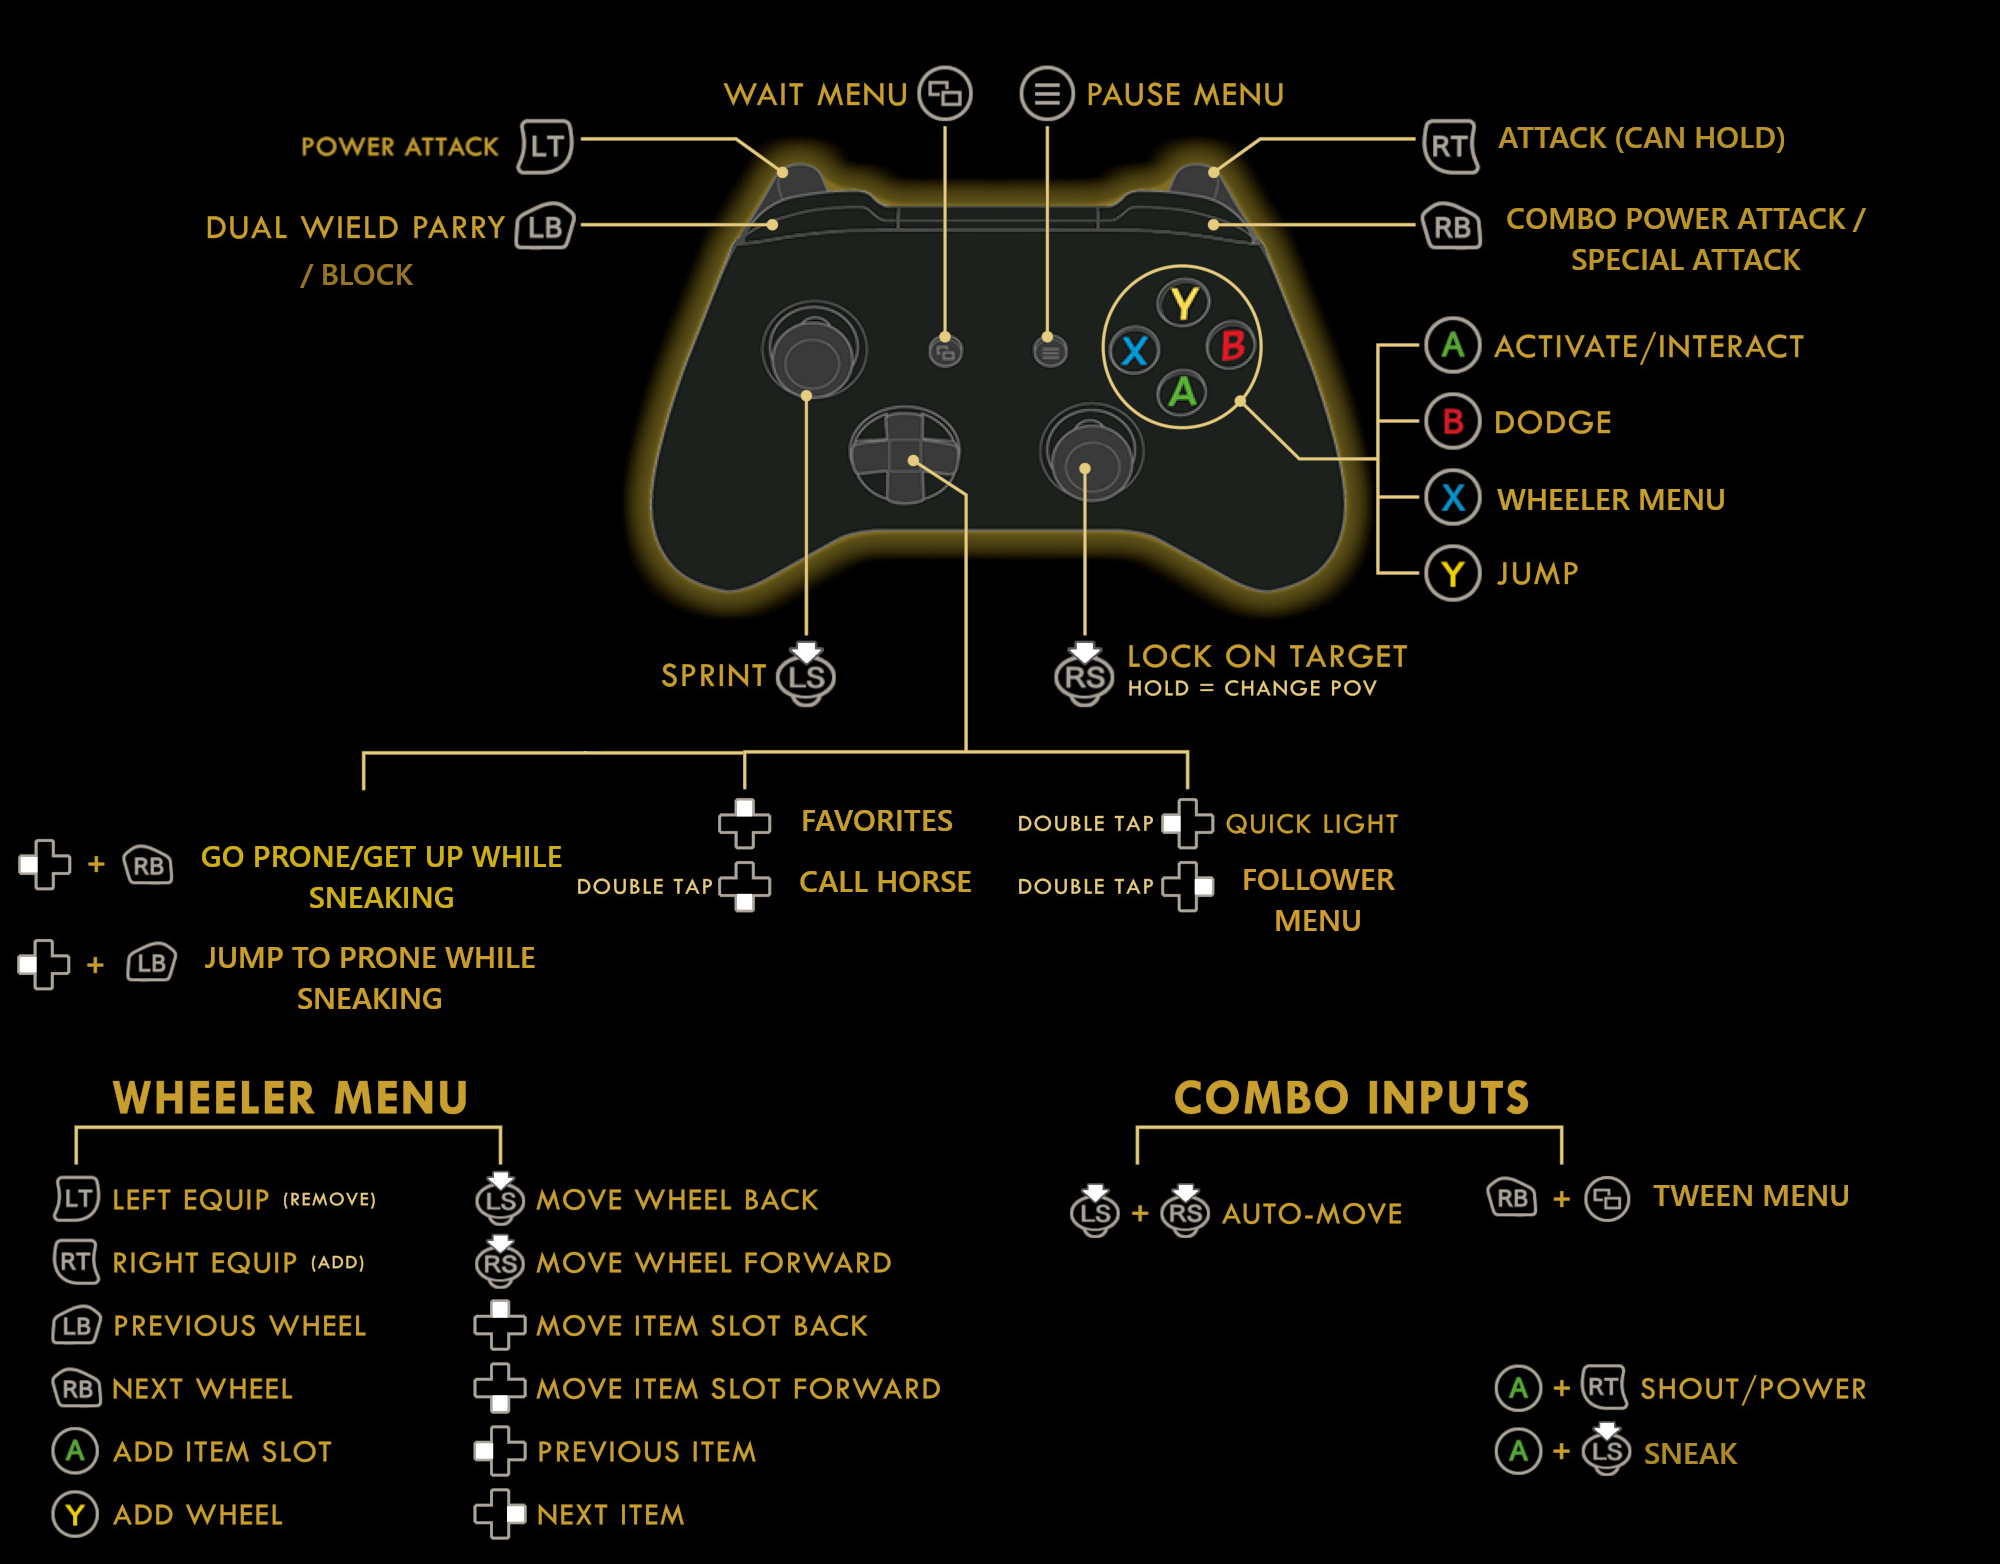 WAIT MENU
PAUSE MENU
POWER ATTACK LT
RT ATTACK (CAN HOLD)
DUAL WIELD PARRY LB
/ BLOCK
RB COMBO POWER ATTACK /
SPECIAL ATTACK
Y
X B
A
A ACTIVATE/INTERACT
B DODGE
X WHEELER MENU
Y JUMP
SPRINT LS
RS LOCK ON TARGET
HOLD = CHANGE POV
FAVORITES
DOUBLE TAP QUICK LIGHT
+ RB GO PRONE/GET UP WHILE
SNEAKING
DOUBLE TAP CALL HORSE
DOUBLE TAP FOLLOWER
MENU
+ LB JUMP TO PRONE WHILE
SNEAKING
WHEELER MENU
LT LEFT EQUIP (REMOVE)
RT RIGHT EQUIP (ADD)
LB PREVIOUS WHEEL
RB NEXT WHEEL
A ADD ITEM SLOT
Y ADD WHEEL
LS MOVE WHEEL BACK
RS MOVE WHEEL FORWARD
MOVE ITEM SLOT BACK
MOVE ITEM SLOT FORWARD
PREVIOUS ITEM
NEXT ITEM
COMBO INPUTS
LS + RS AUTO-MOVE
RB + TWEEN MENU
A + RT SHOUT/POWER
A + LS SNEAK